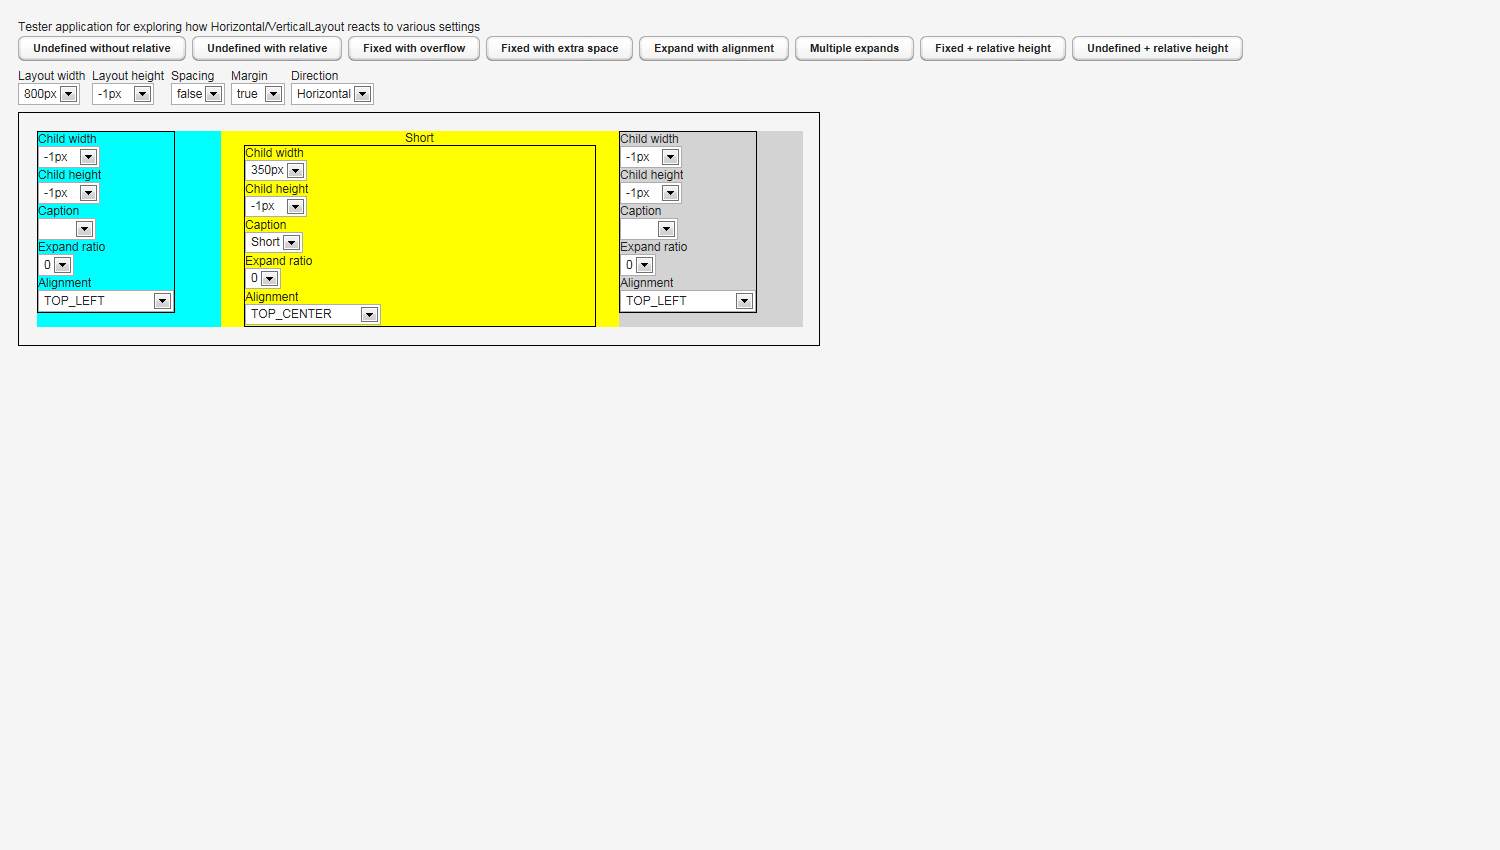 Tester application for exploring how Horizontal/VerticalLayout reacts to various settings
Undefined without relative Undefined with relative Fixed with overflow Fixed with extra space Expand with alignment Multiple expands Fixed + relative height Undefined + relative height
Layout width Layout height Spacing Margin Direction
800px -1px false true Horizontal
Child width
-1px
Child height
-1px
Caption
Expand ratio
0
Alignment
TOP_LEFT
Short
Child width
350px
Child height
-1px
Caption
Short
Expand ratio
0
Alignment
TOP_CENTER
Child width
-1px
Child height
-1px
Caption
Expand ratio
0
Alignment
TOP_LEFT